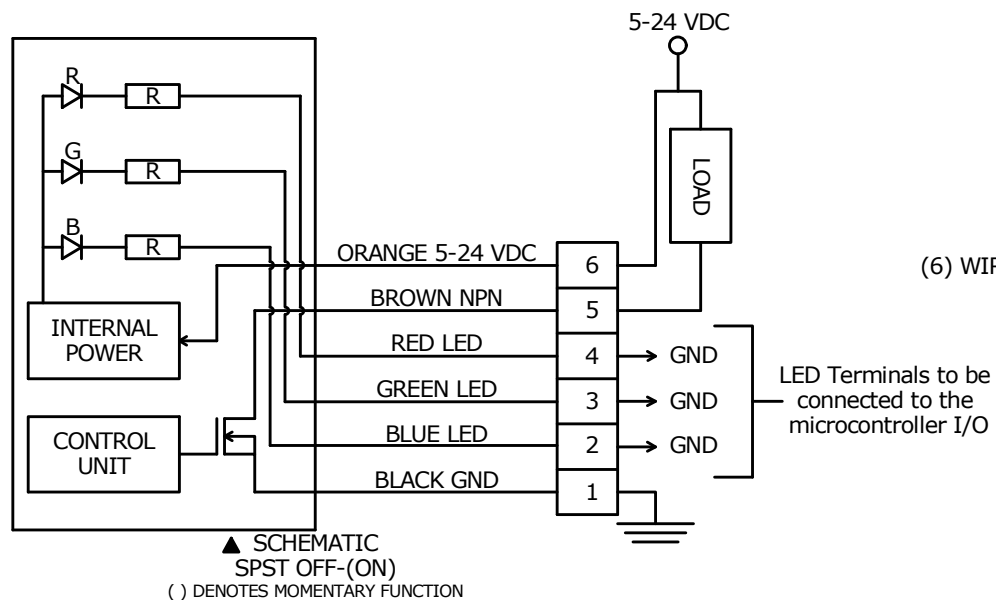 5-24 VDC
R
R
G
R
B
R
LOAD
ORANGE 5-24 VDC
6
(6) WIR
BROWN NPN
5
INTERNAL
POWER
RED LED
4
GND
GREEN LED
3
GND
LED Terminals to be
connected to the
microcontroller I/O
CONTROL
UNIT
BLUE LED
2
GND
BLACK GND
1
▲ SCHEMATIC
SPST OFF-(ON)
( ) DENOTES MOMENTARY FUNCTION